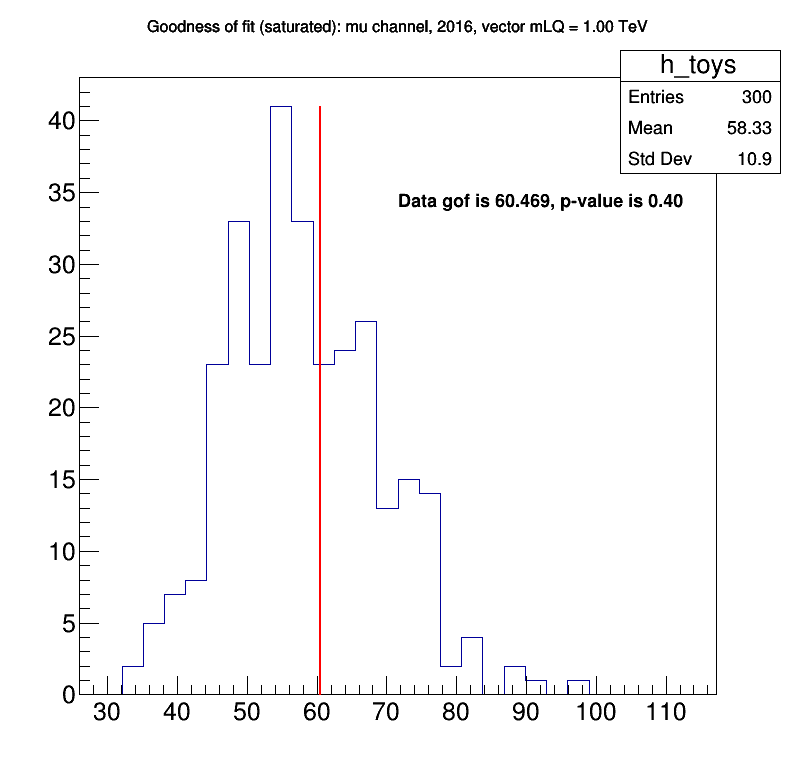 Goodness of fit (saturated): mu channel, 2016, vector mLQ = 1.00 TeV
h_toys
Entries 300
Mean 58.33
Std Dev 10.9
Data gof is 60.469, p-value is 0.40
40
35
30
25
20
15
10
5
0
30 40 50 60 70 80 90 100 110